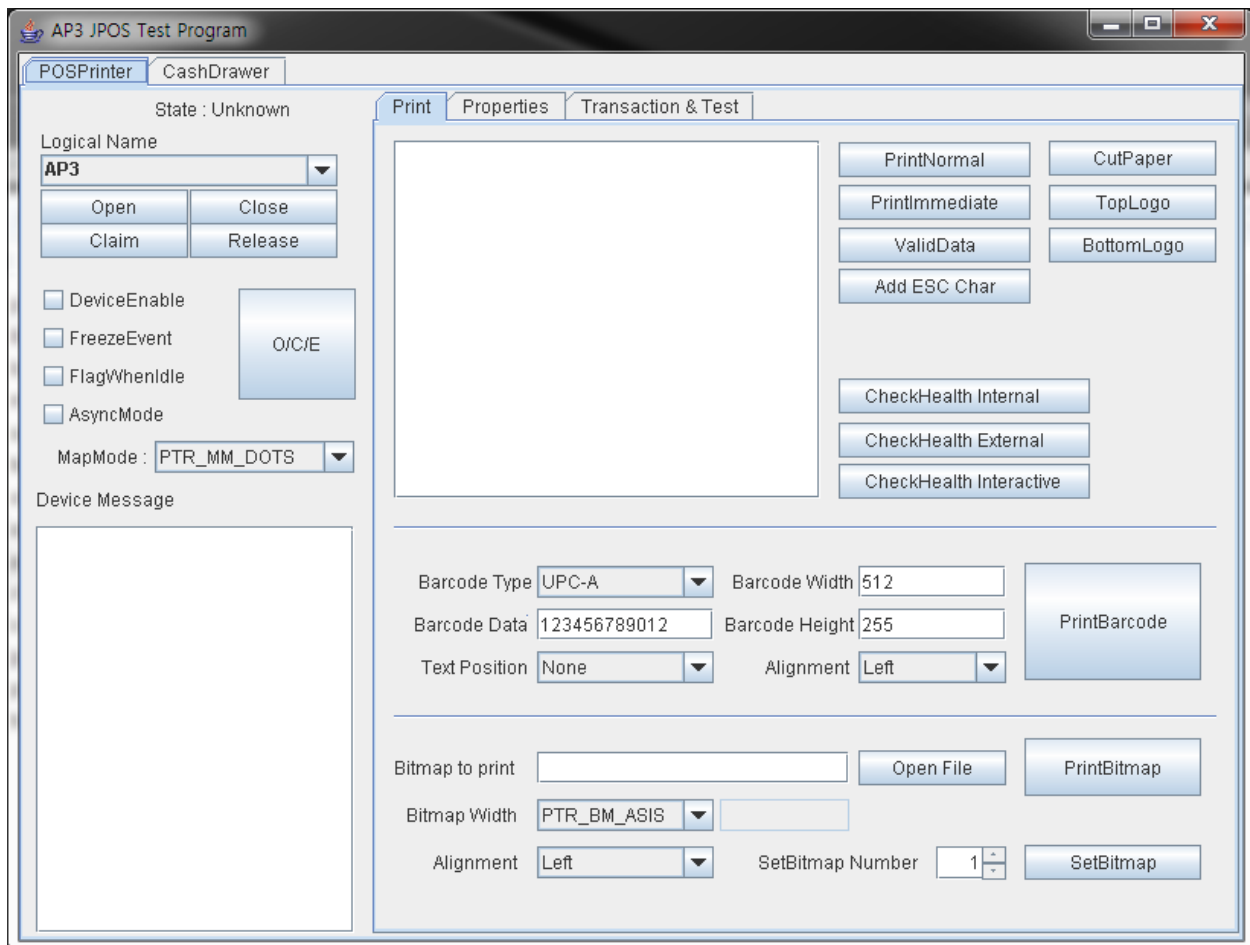 AP3 JPOS Test Program
POSPrinter CashDrawer
State : Unknown
Logical Name
AP3
Open Close
Claim Release
DeviceEnable
FreezeEvent
FlagWhenIdle
AsyncMode
O/C/E
MapMode : PTR_MM_DOTS
Device Message
Print Properties Transaction & Test
PrintNormal CutPaper
PrintImmediate TopLogo
ValidData BottomLogo
Add ESC Char
CheckHealth Internal
CheckHealth External
CheckHealth Interactive
Barcode Type UPC-A Barcode Width 512
Barcode Data 123456789012 Barcode Height 255
Text Position None Alignment Left
PrintBarcode
Bitmap to print Open File PrintBitmap
Bitmap Width PTR_BM_ASIS
Alignment Left SetBitmap Number 1 SetBitmap